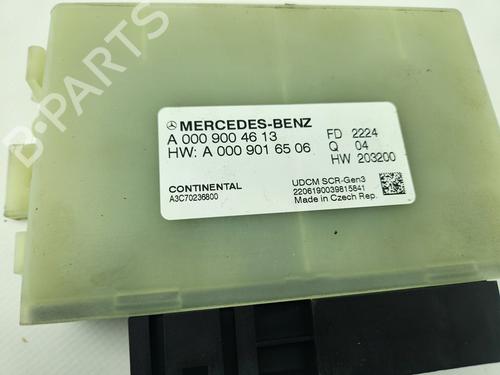 MERCEDES-BENZ
A 000 900 46 13
HW: A 000 901 65 06
FD 2224
Q 04
HW 203200
CONTINENTAL
A3C70236800
UDCM SCR-Gen3
2206190039815841
Made in Czech Rep.
B-PARTS